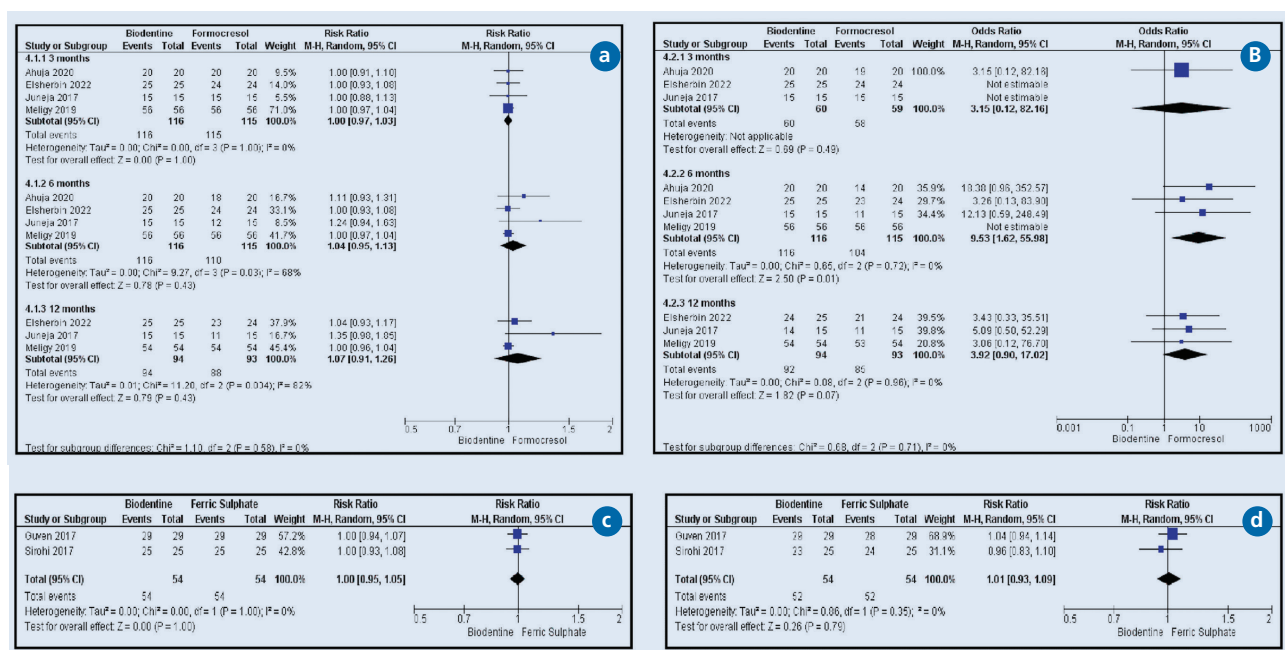 a
Biodentine Formocresol Risk Ratio Risk Ratio
Study or Subgroup Events Total Events Total Weight M-H, Random, 95% CI M-H, Random, 95% CI
4.1.1 3 months
Ahuja 2020 20 20 20 20 9.5% 1.00 [0.91, 1.10]
Elsherbin 2022 25 25 24 24 14.0% 1.00 [0.93, 1.08]
Juneja 2017 15 15 15 15 5.5% 1.00 [0.88, 1.13]
Meligy 2019 56 56 56 56 71.0% 1.00 [0.97, 1.04]
Subtotal (95% CI) 116 115 100.0% 1.00 [0.97, 1.03]
Total events 116 115
Heterogeneity: Tau² = 0.00; Chi² = 0.00, df = 3 (P = 1.00); I² = 0%
Test for overall effect: Z = 0.00 (P = 1.00)
4.1.2 6 months
Ahuja 2020 20 20 18 20 16.7% 1.11 [0.93, 1.31]
Elsherbin 2022 25 25 24 24 33.1% 1.00 [0.93, 1.08]
Juneja 2017 15 15 12 15 8.5% 1.24 [0.94, 1.63]
Meligy 2019 56 56 56 56 41.7% 1.00 [0.97, 1.04]
Subtotal (95% CI) 116 115 100.0% 1.04 [0.95, 1.13]
Total events 116 110
Heterogeneity: Tau² = 0.00; Chi² = 9.27, df = 3 (P = 0.03); I² = 68%
Test for overall effect: Z = 0.78 (P = 0.43)
4.1.3 12 months
Elsherbin 2022 25 25 23 24 37.9% 1.04 [0.93, 1.17]
Juneja 2017 15 15 11 15 16.7% 1.35 [0.98, 1.85]
Meligy 2019 54 54 54 54 45.4% 1.00 [0.96, 1.04]
Subtotal (95% CI) 94 93 100.0% 1.07 [0.91, 1.26]
Total events 94 88
Heterogeneity: Tau² = 0.01; Chi² = 11.20, df = 2 (P = 0.004); I² = 82%
Test for overall effect: Z = 0.79 (P = 0.43)
0.5 0.7 1 1.5 2
Biodentine Formocresol
Test for subgroup differences: Chi² = 1.10, df = 2 (P = 0.58), I² = 0%
B
Biodentine Formocresol Odds Ratio Odds Ratio
Study or Subgroup Events Total Events Total Weight M-H, Random, 95% CI M-H, Random, 95% CI
4.2.1 3 months
Ahuja 2020 20 20 19 20 100.0% 3.15 [0.12, 82.16]
Elsherbin 2022 25 25 24 24 Not estimable
Juneja 2017 15 15 15 15 Not estimable
Subtotal (95% CI) 60 59 100.0% 3.15 [0.12, 82.16]
Total events 60 58
Heterogeneity: Not applicable
Test for overall effect: Z = 0.69 (P = 0.49)
4.2.2 6 months
Ahuja 2020 20 20 14 20 35.9% 18.38 [0.96, 352.57]
Elsherbin 2022 25 25 23 24 29.7% 3.26 [0.13, 83.90]
Juneja 2017 15 15 11 15 34.4% 12.13 [0.59, 248.49]
Meligy 2019 56 56 56 56 Not estimable
Subtotal (95% CI) 116 115 100.0% 9.53 [1.62, 55.98]
Total events 116 104
Heterogeneity: Tau² = 0.00; Chi² = 0.65, df = 2 (P = 0.72); I² = 0%
Test for overall effect: Z = 2.50 (P = 0.01)
4.2.3 12 months
Elsherbin 2022 24 25 21 24 39.5% 3.43 [0.33, 35.51]
Juneja 2017 14 15 11 15 39.8% 5.09 [0.50, 52.29]
Meligy 2019 54 54 53 54 20.8% 3.06 [0.12, 76.70]
Subtotal (95% CI) 94 93 100.0% 3.92 [0.90, 17.02]
Total events 92 85
Heterogeneity: Tau² = 0.00; Chi² = 0.08, df = 2 (P = 0.96); I² = 0%
Test for overall effect: Z = 1.82 (P = 0.07)
0.001 0.1 1 10 1000
Biodentine Formocresol
Test for subgroup differences: Chi² = 0.68, df = 2 (P = 0.71), I² = 0%
c
Biodentine Ferric Sulphate Risk Ratio Risk Ratio
Study or Subgroup Events Total Events Total Weight M-H, Random, 95% CI M-H, Random, 95% CI
Guven 2017 29 29 29 29 57.2% 1.00 [0.94, 1.07]
Sirohi 2017 25 25 25 25 42.8% 1.00 [0.93, 1.08]
Total (95% CI) 54 54 100.0% 1.00 [0.95, 1.05]
Total events 54 54
Heterogeneity: Tau² = 0.00; Chi² = 0.00, df = 1 (P = 1.00); I² = 0%
Test for overall effect: Z = 0.00 (P = 1.00)
0.5 0.7 1 1.5 2
Biodentine Ferric Sulphate
d
Biodentine Ferric Sulphate Risk Ratio Risk Ratio
Study or Subgroup Events Total Events Total Weight M-H, Random, 95% CI M-H, Random, 95% CI
Guven 2017 29 29 28 29 68.9% 1.04 [0.94, 1.14]
Sirohi 2017 23 25 24 25 31.1% 0.96 [0.83, 1.10]
Total (95% CI) 54 54 100.0% 1.01 [0.93, 1.09]
Total events 52 52
Heterogeneity: Tau² = 0.00; Chi² = 0.86, df = 1 (P = 0.35); I² = 0%
Test for overall effect: Z = 0.26 (P = 0.79)
0.5 0.7 1 1.5 2
Biodentine Ferric Sulphate